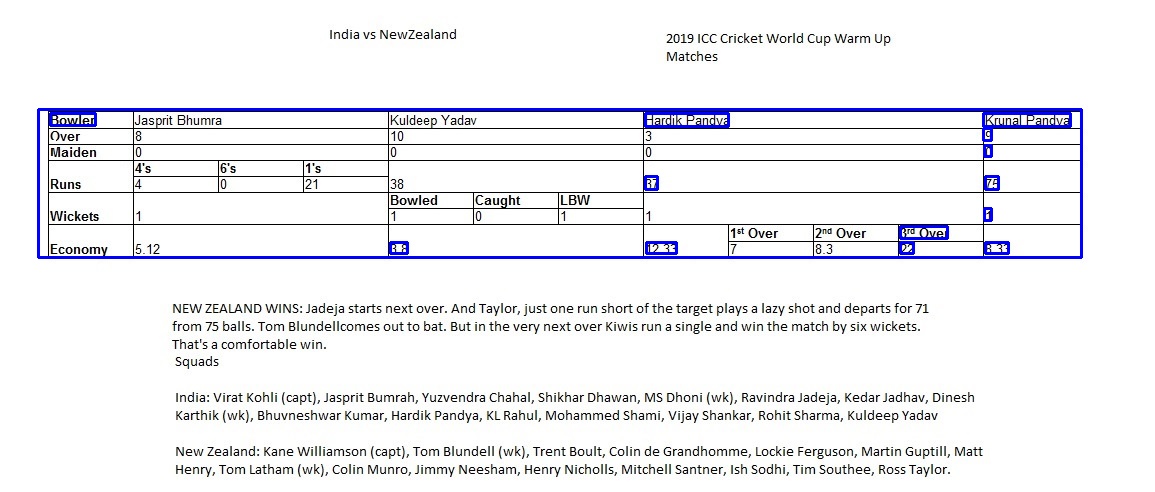 India vs NewZealand
2019 ICC Cricket World Cup Warm Up
Matches
Bowler Jasprit Bhumra Kuldeep Yadav Hardik Pandya Krunal Pandya
Over 8 10 3 9
Maiden 0 0 0
4's 6's 1's
Runs 4 0 21 38 37 75
Bowled Caught LBW
Wickets 1 1 0 1 1 1
1st Over 2nd Over 3rd Over
Economy 5.12 3.8 12.33 7 8.3 22 8.33
NEW ZEALAND WINS: Jadeja starts next over. And Taylor, just one run short of the target plays a lazy shot and departs for 71
from 75 balls. Tom Blundellcomes out to bat. But in the very next over Kiwis run a single and win the match by six wickets.
That's a comfortable win.
Squads
India: Virat Kohli (capt), Jasprit Bumrah, Yuzvendra Chahal, Shikhar Dhawan, MS Dhoni (wk), Ravindra Jadeja, Kedar Jadhav, Dinesh
Karthik (wk), Bhuvneshwar Kumar, Hardik Pandya, KL Rahul, Mohammed Shami, Vijay Shankar, Rohit Sharma, Kuldeep Yadav
New Zealand: Kane Williamson (capt), Tom Blundell (wk), Trent Boult, Colin de Grandhomme, Lockie Ferguson, Martin Guptill, Matt
Henry, Tom Latham (wk), Colin Munro, Jimmy Neesham, Henry Nicholls, Mitchell Santner, Ish Sodhi, Tim Southee, Ross Taylor.